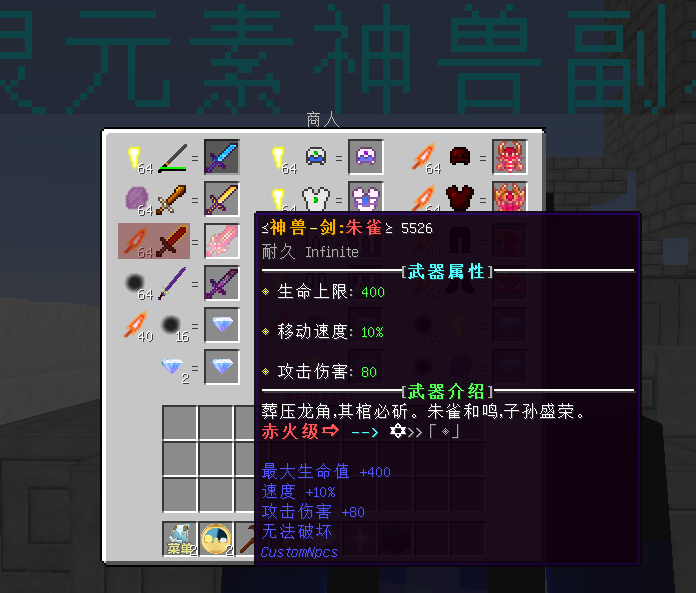 元素神兽副
商人
64 = 64 = 64 =
64 = 64 = 64 =
≤神兽-剑:朱雀≥ 5526
耐久 Infinite
64 =
[武器属性]
◈ 生命上限: 400
64 =
40 16 =
◈ 移动速度: 10%
2 =
◈ 攻击伤害: 80
[武器介绍]
葬压龙角,其棺必斫。朱雀和鸣,子孙盛荣。
赤火级⇨ --> ✡>>「◈」
最大生命值 +400
速度 +10%
攻击伤害 +80
无法破坏
菜单 2 2
CustomNpcs